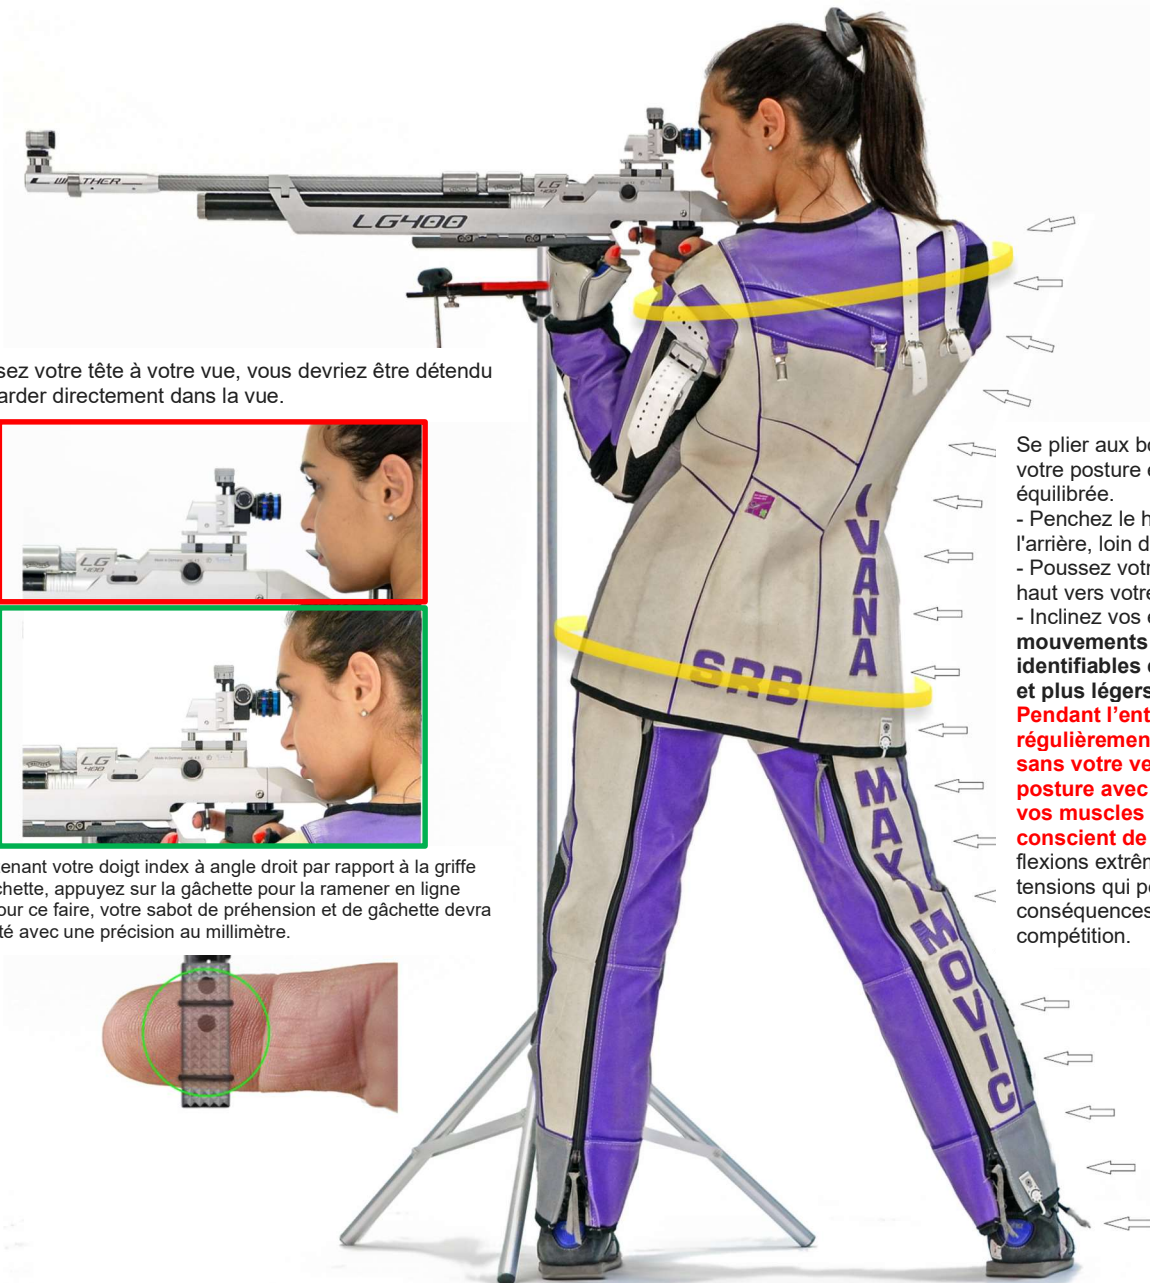 WALTHER
LG400
LG
400
sez votre tête à votre vue, vous devriez être détendu
arder directement dans la vue.
LG
400
LG
400
enant votre doigt index à angle droit par rapport à la griffe
chette, appuyez sur la gâchette pour la ramener en ligne
our ce faire, votre sabot de préhension et de gâchette devra
té avec une précision au millimètre.
IVANA
SRB
MAXIMOVIC
Se plier aux bo
votre posture e
équilibrée.
- Penchez le h
l'arrière, loin d
- Poussez votr
haut vers votre
- Inclinez vos e
mouvements
identifiables e
et plus légers
Pendant l’ent
régulièremen
sans votre ve
posture avec
vos muscles
conscient de
flexions extrêm
tensions qui pe
conséquences
compétition.